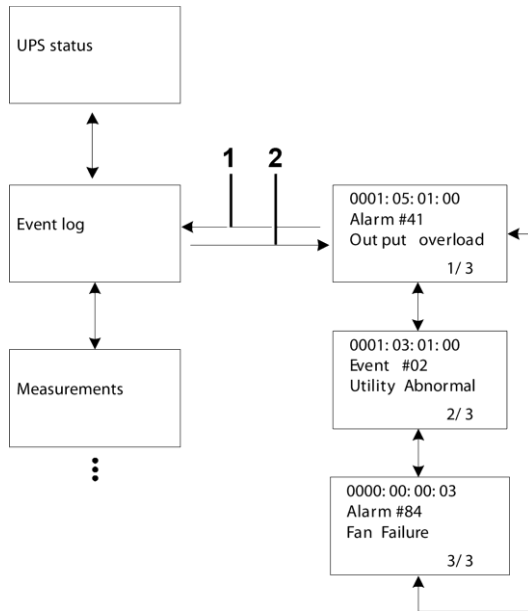 UPS status
1 2
Event log
0001: 05: 01: 00
Alarm #41
Out put overload
1/ 3
Measurements
0001: 03: 01: 00
Event #02
Utility Abnormal
2/ 3
0000: 00: 00: 03
Alarm #84
Fan Failure
3/ 3